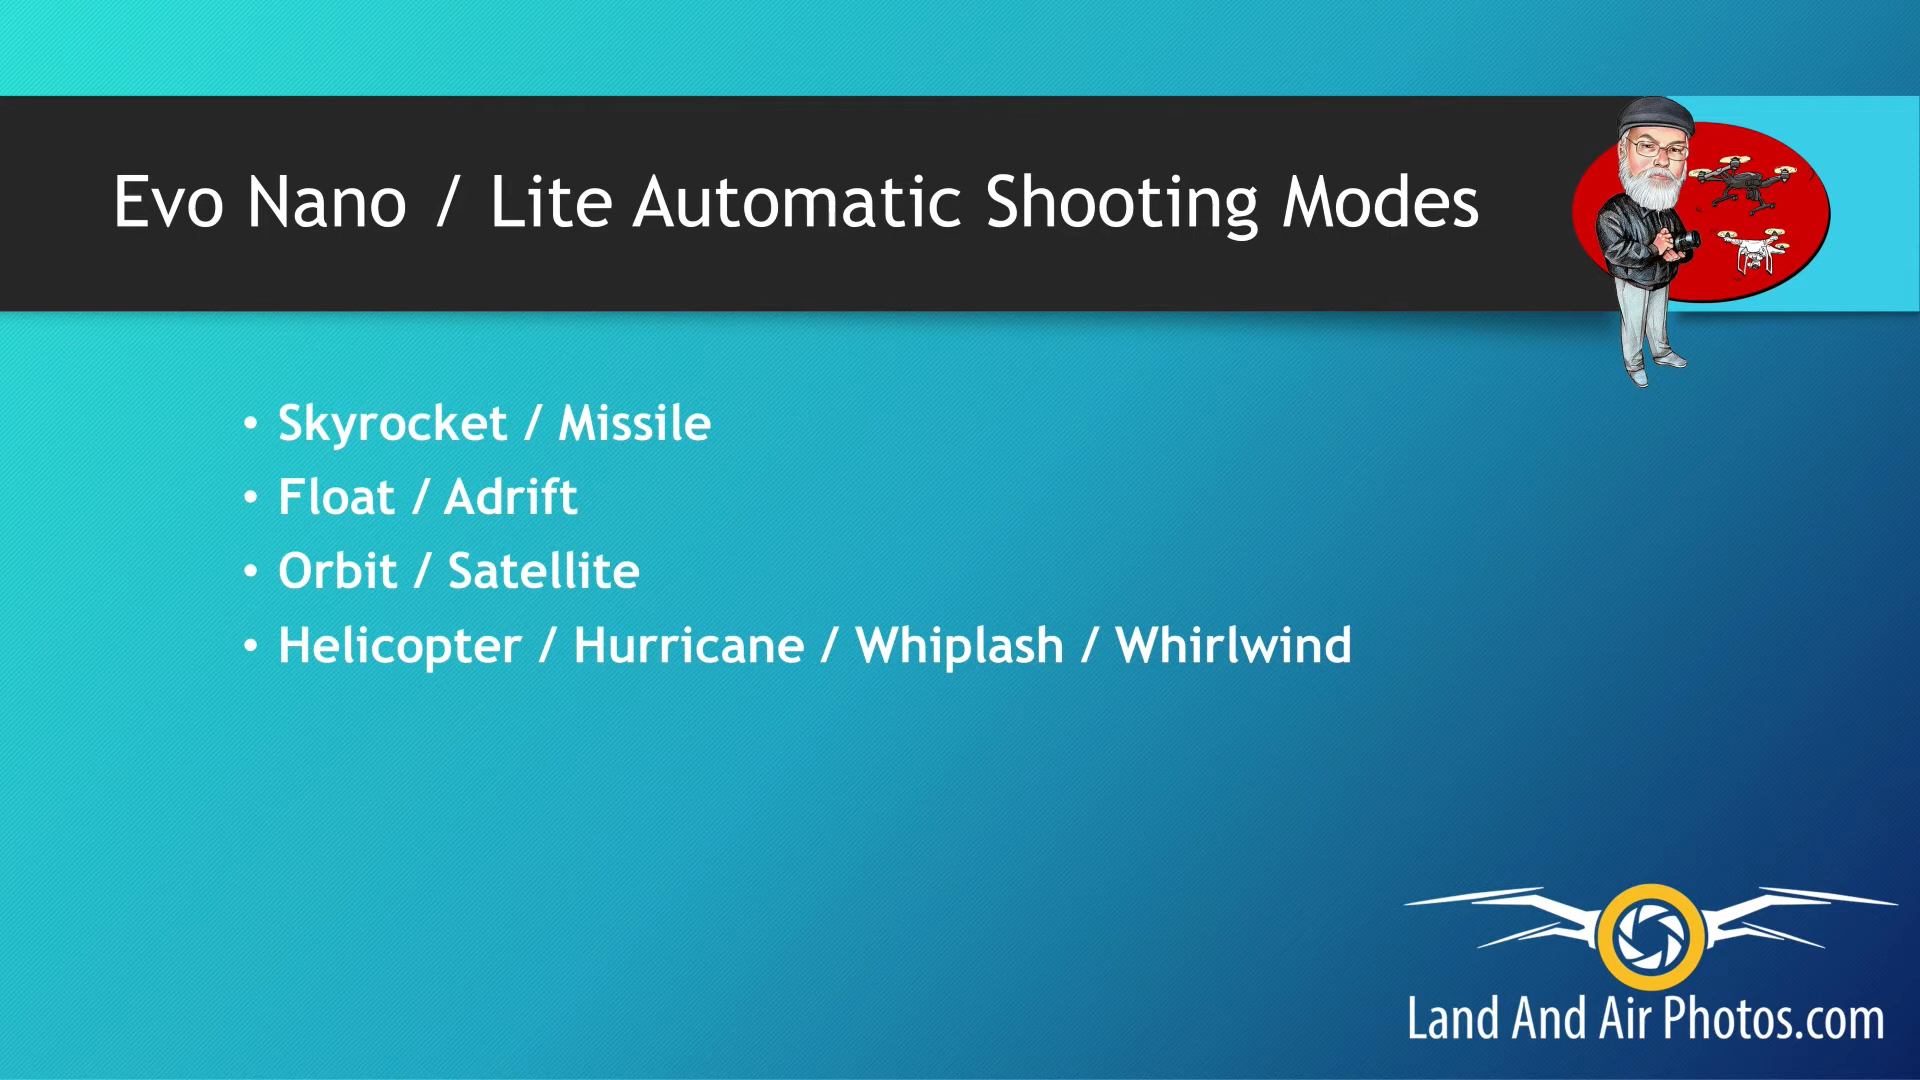 Evo Nano / Lite Automatic Shooting Modes
• Skyrocket / Missile
• Float / Adrift
• Orbit / Satellite
• Helicopter / Hurricane / Whiplash / Whirlwind
Land And Air Photos.com